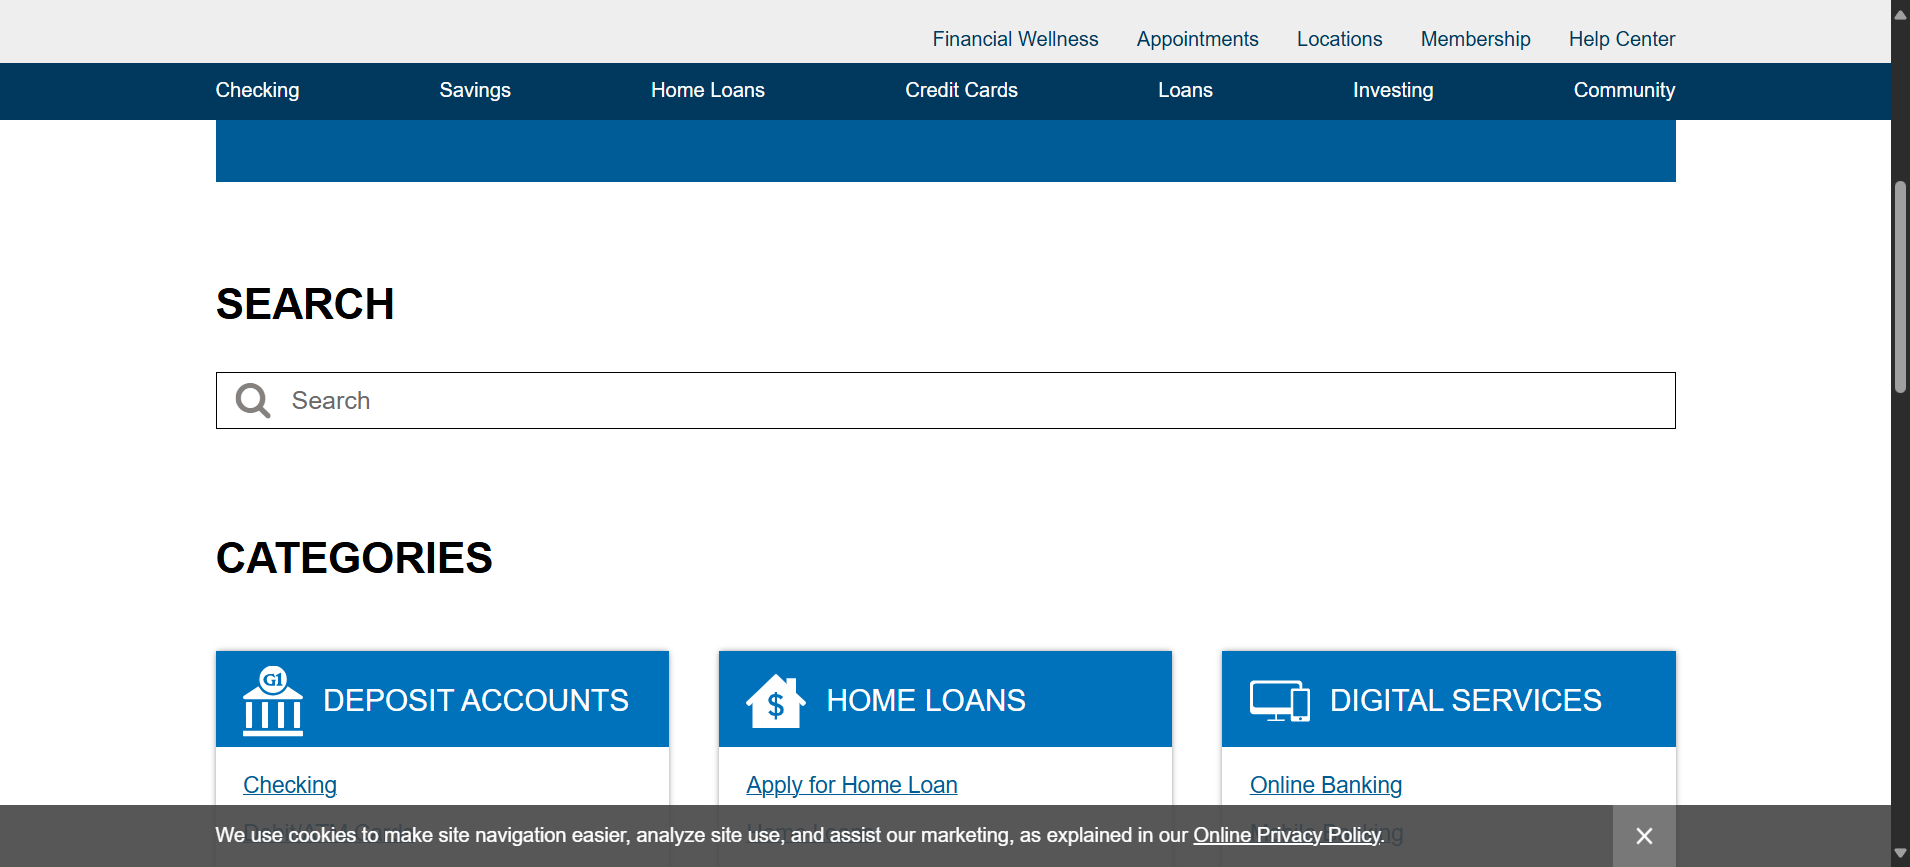 Financial Wellness Appointments Locations Membership Help Center
Checking Savings Home Loans Credit Cards Loans Investing Community
SEARCH
Search
CATEGORIES
G1 DEPOSIT ACCOUNTS
$ HOME LOANS
DIGITAL SERVICES
Checking
Apply for Home Loan
Online Banking
We use cookies to make site navigation easier, analyze site use, and assist our marketing, as explained in our Online Privacy Policy.